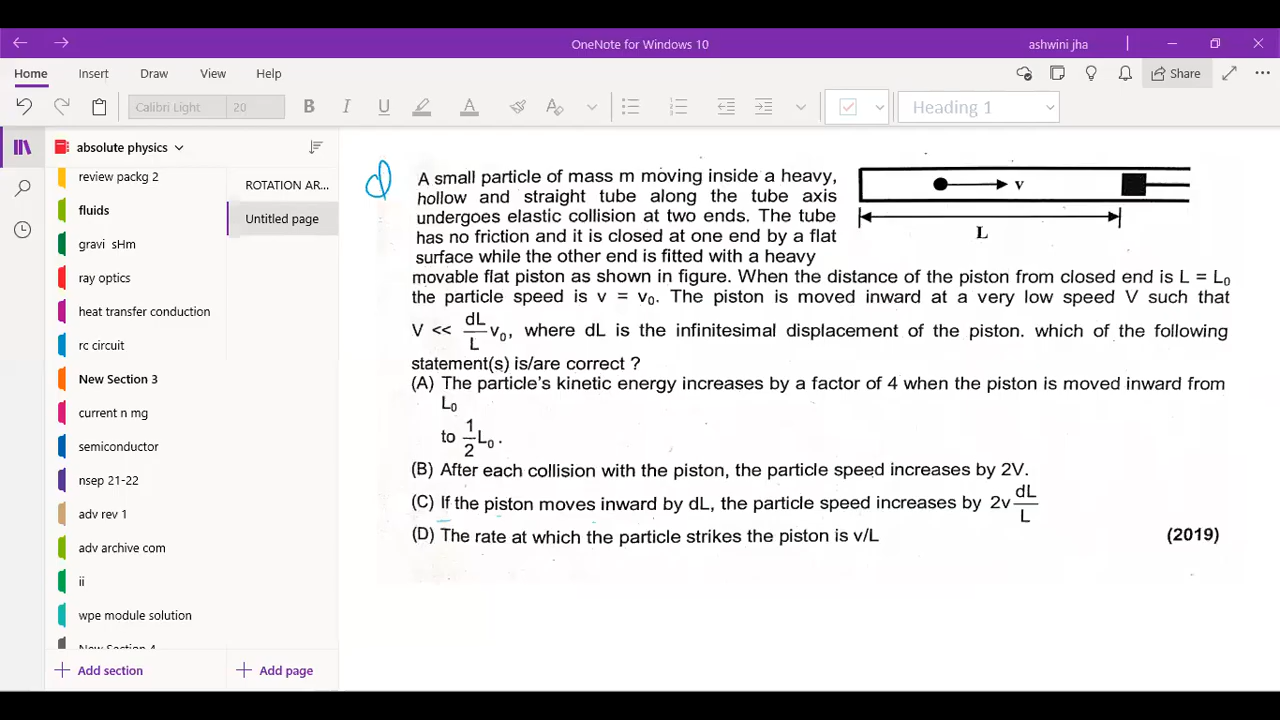 OneNote for Windows 10
ashwini jha
Home Insert Draw View Help
Share
Calibri Light 20 B I U A Heading 1
absolute physics
review packg 2
fluids
gravi sHm
ray optics
heat transfer conduction
rc circuit
New Section 3
current n mg
semiconductor
nsep 21-22
adv rev 1
adv archive com
ii
wpe module solution
New Section 4
Add section
ROTATION AR...
Untitled page
Add page
d
A small particle of mass m moving inside a heavy,
hollow and straight tube along the tube axis
undergoes elastic collision at two ends. The tube
has no friction and it is closed at one end by a flat
surface while the other end is fitted with a heavy
movable flat piston as shown in figure. When the distance of the piston from closed end is L = L₀
the particle speed is v = v₀. The piston is moved inward at a very low speed V such that
V << dL/L v₀, where dL is the infinitesimal displacement of the piston. which of the following
statement(s) is/are correct ?
(A) The particle's kinetic energy increases by a factor of 4 when the piston is moved inward from
L₀
to 1/2 L₀.
(B) After each collision with the piston, the particle speed increases by 2V.
(C) If the piston moves inward by dL, the particle speed increases by 2v dL/L
(D) The rate at which the particle strikes the piston is v/L
(2019)
v
L